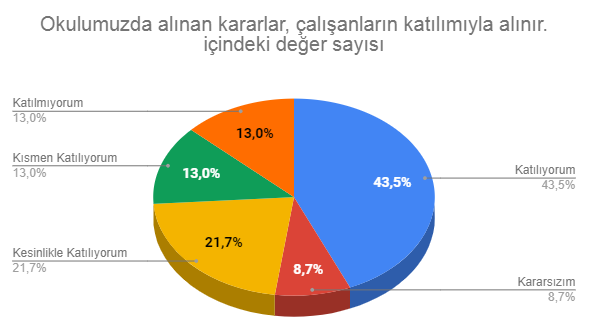 Okulumuzda alınan kararlar, çalışanların katılımıyla alınır.
içindeki değer sayısı
Katılmıyorum
13,0%
Kısmen Katılıyorum
13,0%
Kesinlikle Katılıyorum
21,7%
13,0%
13,0%
21,7%
8,7%
43,5%
Katılıyorum
43,5%
Kararsızım
8,7%